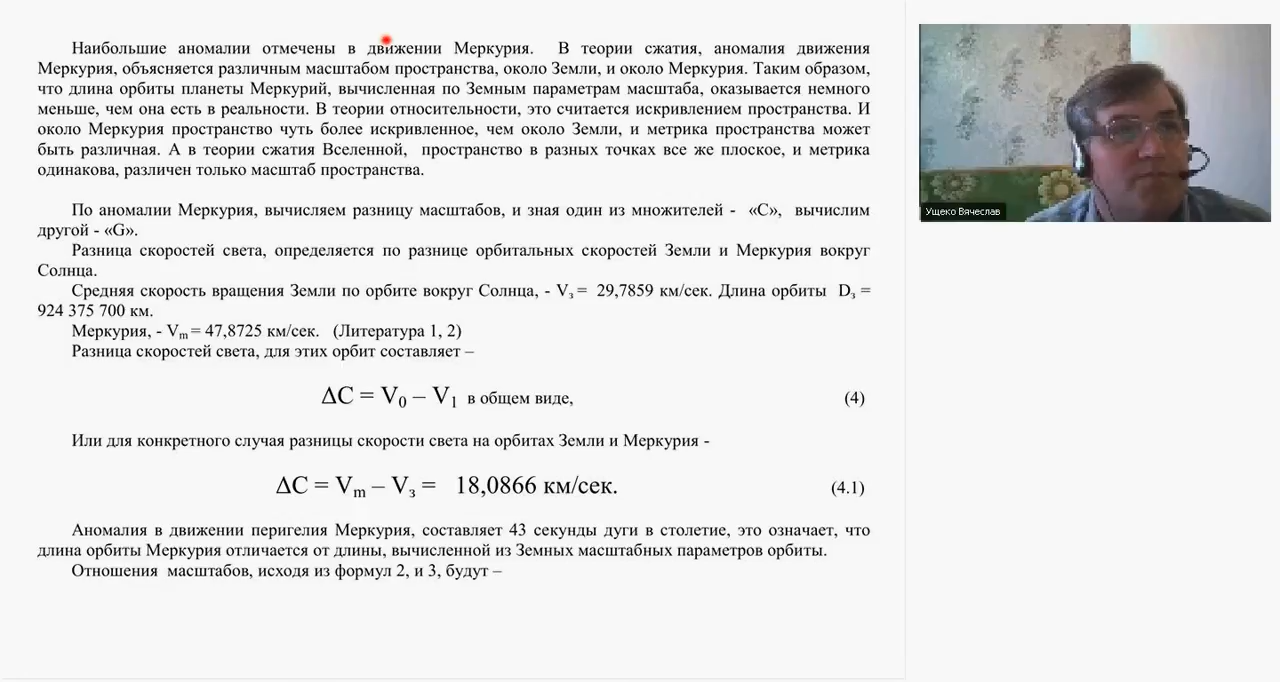 Наибольшие аномалии отмечены в движении Меркурия. В теории сжатия, аномалия движения
Меркурия, объясняется различным масштабом пространства, около Земли, и около Меркурия. Таким образом,
что длина орбиты планеты Меркурий, вычисленная по Земным параметрам масштаба, оказывается немного
меньше, чем она есть в реальности. В теории относительности, это считается искривлением пространства. И
около Меркурия пространство чуть более искривленное, чем около Земли, и метрика пространства может
быть различная. А в теории сжатия Вселенной, пространство в разных точках все же плоское, и метрика
одинакова, различен только масштаб пространства.
По аномалии Меркурия, вычисляем разницу масштабов, и зная один из множителей - «С», вычислим
другой - «G».
Разница скоростей света, определяется по разнице орбитальных скоростей Земли и Меркурия вокруг
Солнца.
Средняя скорость вращения Земли по орбите вокруг Солнца, - Vз = 29,7859 км/сек. Длина орбиты Dз =
924 375 700 км.
Меркурия, - Vm = 47,8725 км/сек. (Литература 1, 2)
Разница скоростей света, для этих орбит составляет –
ΔC = V0 – V1 в общем виде, (4)
Или для конкретного случая разницы скорости света на орбитах Земли и Меркурия -
ΔC = Vm – Vз = 18,0866 км/сек. (4.1)
Аномалия в движении перигелия Меркурия, составляет 43 секунды дуги в столетие, это означает, что
длина орбиты Меркурия отличается от длины, вычисленной из Земных масштабных параметров орбиты.
Отношения масштабов, исходя из формул 2, и 3, будут –
Ущеко Вячеслав